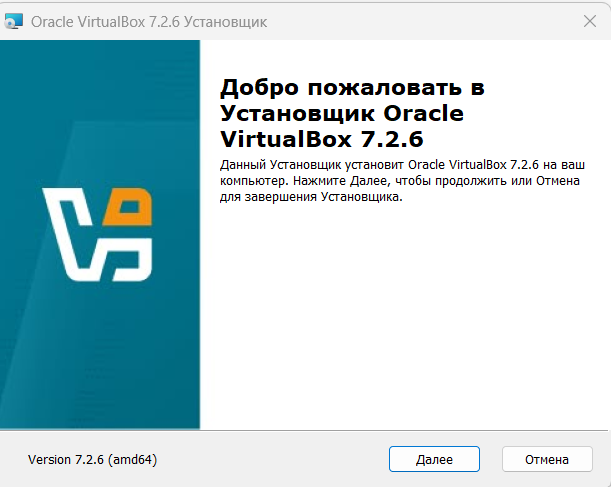 Oracle VirtualBox 7.2.6 Установщик
Добро пожаловать в
Установщик Oracle
VirtualBox 7.2.6
Данный Установщик установит Oracle VirtualBox 7.2.6 на ваш
компьютер. Нажмите Далее, чтобы продолжить или Отмена
для завершения Установщика.
Version 7.2.6 (amd64)
Далее
Отмена